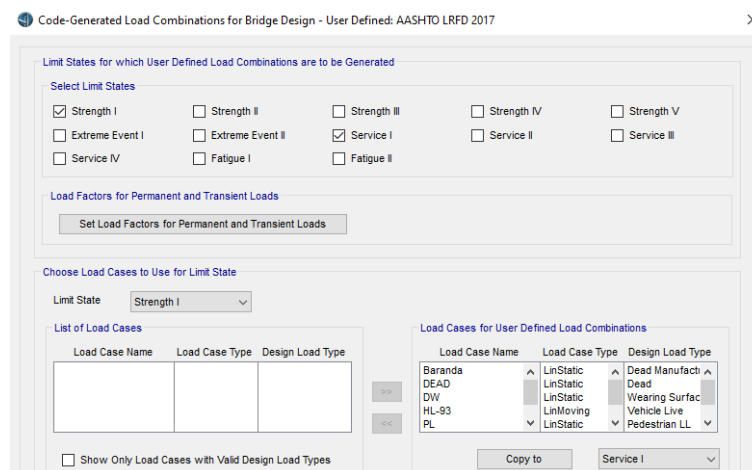 Code-Generated Load Combinations for Bridge Design - User Defined: AASHTO LRFD 2017
Limit States for which User Defined Load Combinations are to be Generated
Select Limit States
Strength I Strength II Strength III Strength IV Strength V
Extreme Event I Extreme Event II Service I Service II Service III
Service IV Fatigue I Fatigue II
Load Factors for Permanent and Transient Loads
Set Load Factors for Permanent and Transient Loads
Choose Load Cases to Use for Limit State
Limit State Strength I
List of Load Cases
Load Case Name Load Case Type Design Load Type
>>
<<
Show Only Load Cases with Valid Design Load Types
Load Cases for User Defined Load Combinations
Load Case Name Load Case Type Design Load Type
Baranda LinStatic Dead Manufact
DEAD LinStatic Dead
DW LinStatic Wearing Surfac
HL-93 LinMoving Vehicle Live
PL LinStatic Pedestrian LL
Copy to Service I